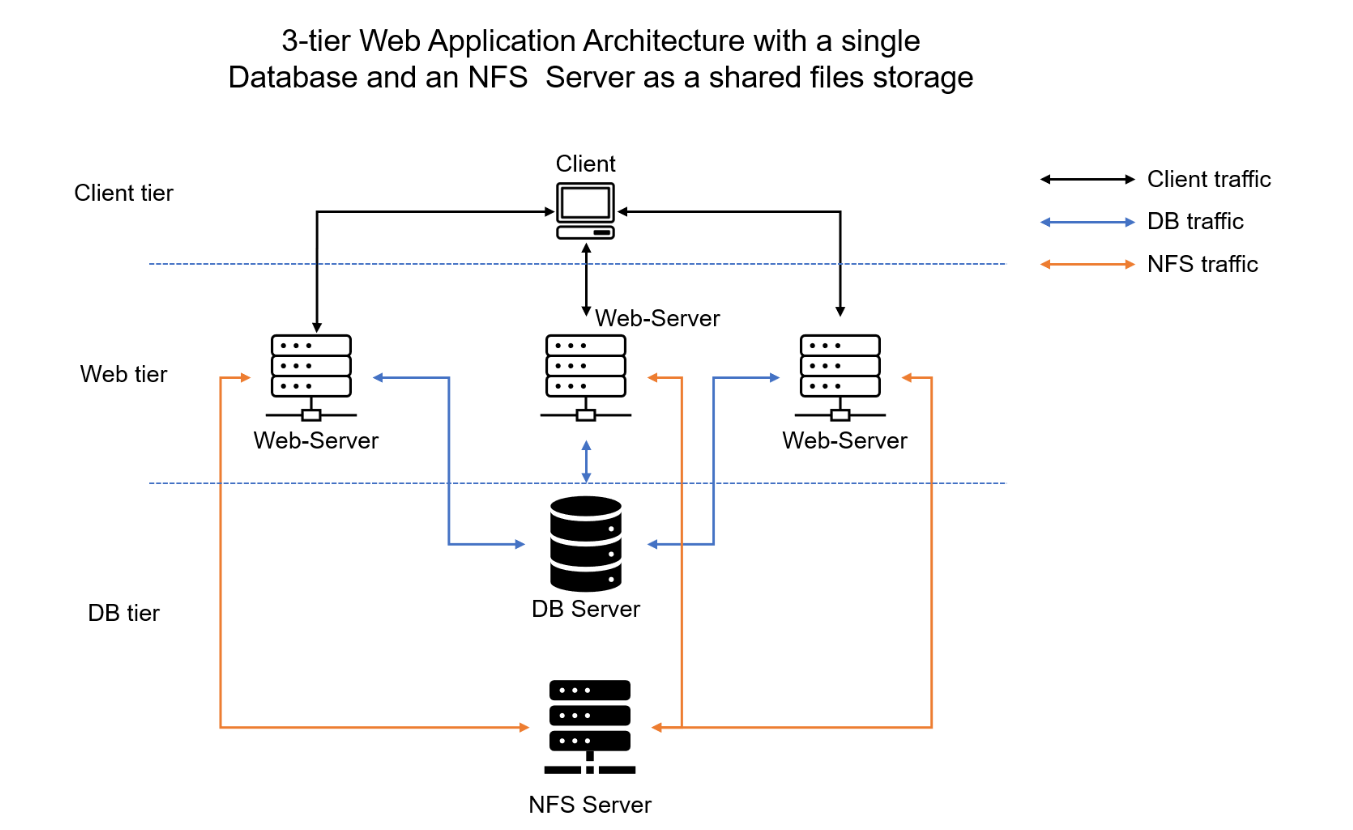 3-tier Web Application Architecture with a single
Database and an NFS Server as a shared files storage
Client
Client tier
Client traffic
DB traffic
NFS traffic
Web-Server
Web tier
Web-Server
Web-Server
DB Server
DB tier
NFS Server